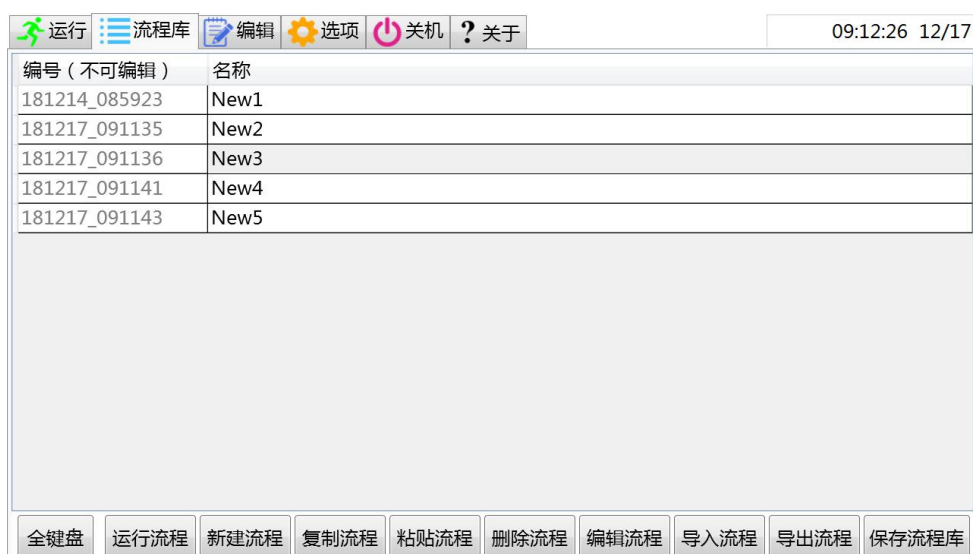 运行 流程库 编辑 选项 关机 ? 关于 09:12:26 12/17
编号（不可编辑） 名称
181214_085923 New1
181217_091135 New2
181217_091136 New3
181217_091141 New4
181217_091143 New5
全键盘 运行流程 新建流程 复制流程 粘贴流程 删除流程 编辑流程 导入流程 导出流程 保存流程库